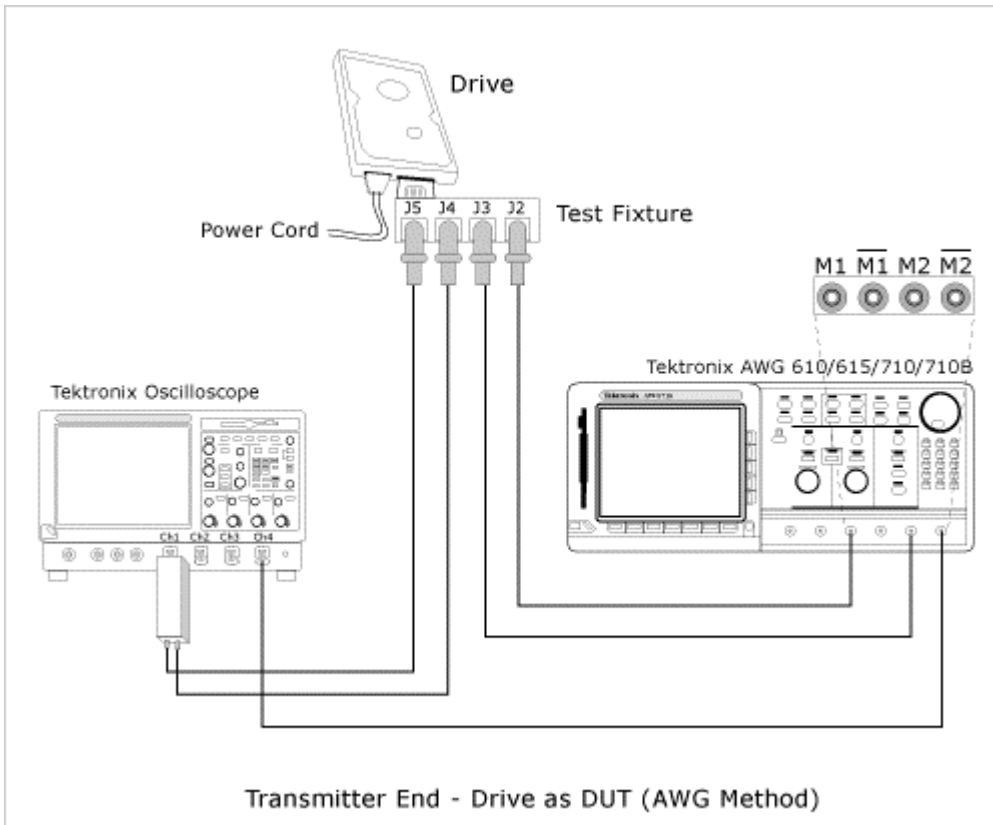 Drive
J5 J4 J3 J2
Test Fixture
Power Cord
M1 M1 M2 M2
Tektronix AWG 610/615/710/710B
Tektronix Oscilloscope
Ch1 Ch2 Ch3 Ch4
Transmitter End - Drive as DUT (AWG Method)